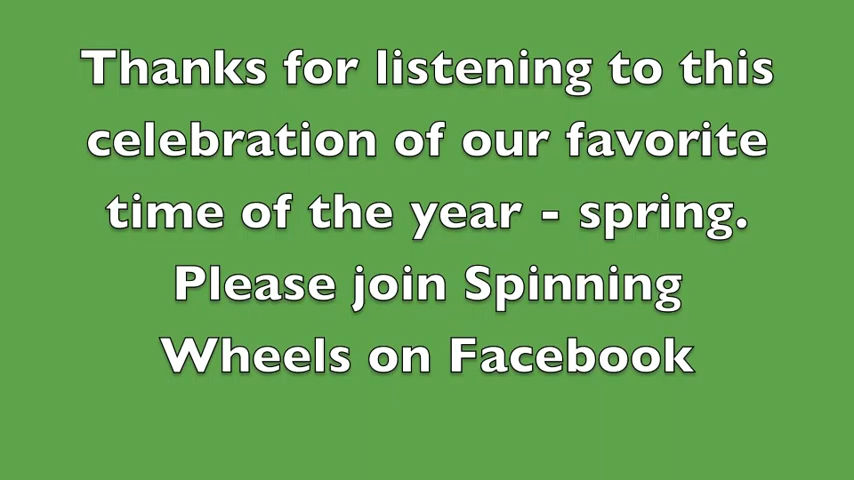 Thanks for listening to this
celebration of our favorite
time of the year - spring.
Please join Spinning
Wheels on Facebook